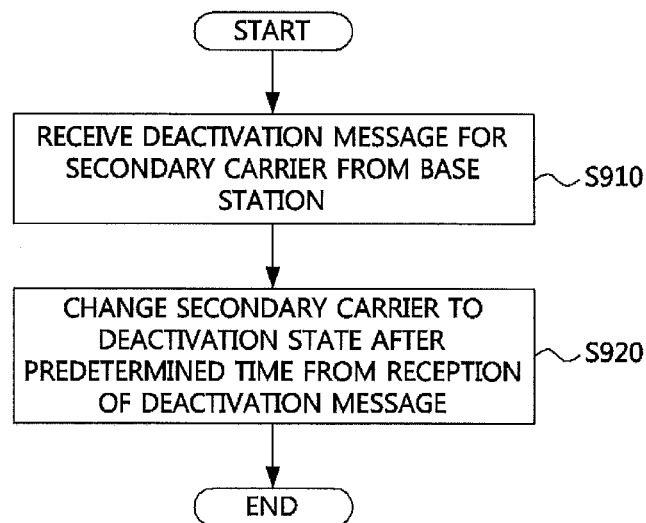 START
RECEIVE DEACTIVATION MESSAGE FOR
SECONDARY CARRIER FROM BASE
STATION
S910
CHANGE SECONDARY CARRIER TO
DEACTIVATION STATE AFTER
PREDETERMINED TIME FROM RECEPTION
OF DEACTIVATION MESSAGE
S920
END